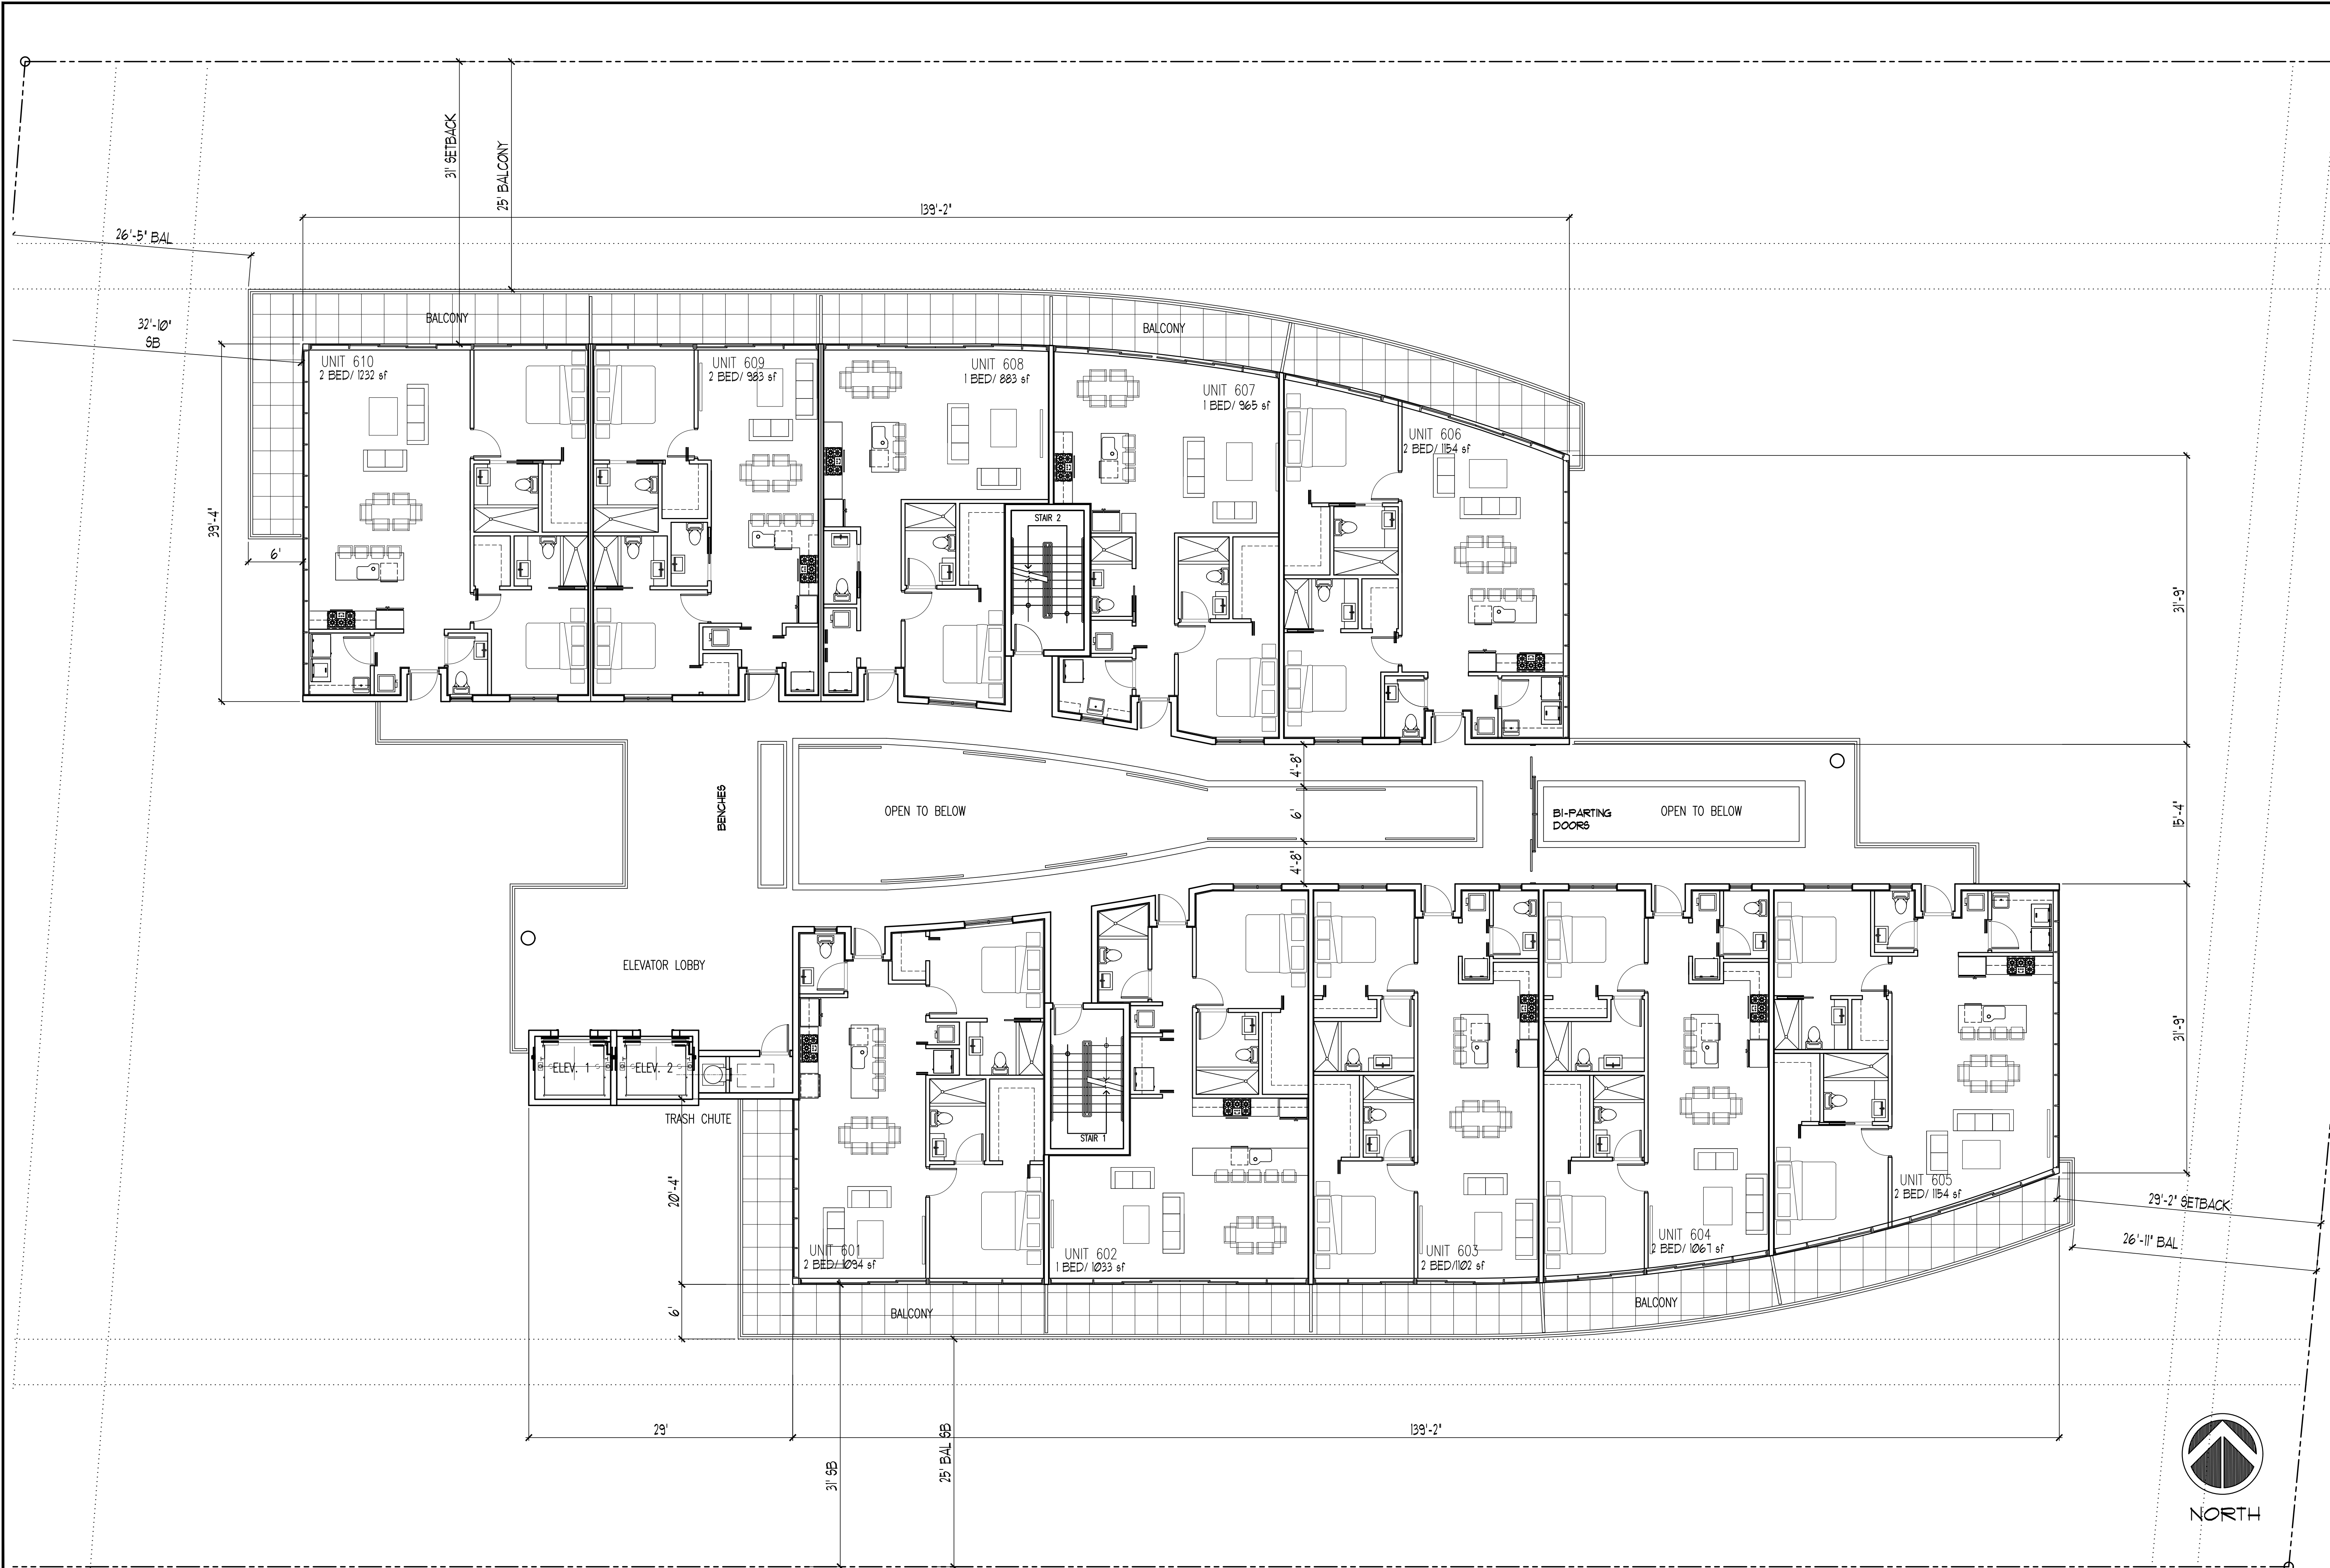 31' SETBACK
25' BALCONY
139'-2"
26'-5" BAL
32'-10"
SB
BALCONY
BALCONY
UNIT 610
2 BED/ 1232 sf
UNIT 609
2 BED/ 983 sf
UNIT 608
1 BED/ 883 sf
UNIT 607
1 BED/ 965 sf
UNIT 606
2 BED/ 1154 sf
39'-4"
6'
STAIR 2
31'-9"
BENCHES
OPEN TO BELOW
4'-8"
6'
4'-8"
BI-PARTING
DOORS
OPEN TO BELOW
15'-4"
ELEVATOR LOBBY
ELEV. 1
ELEV. 2
TRASH CHUTE
STAIR 1
31'-9"
20'-4"
6'
UNIT 601
2 BED/ 1094 sf
UNIT 602
1 BED/ 1033 sf
UNIT 603
2 BED/1102 sf
UNIT 604
2 BED/ 1067 sf
UNIT 605
2 BED/ 1154 sf
29'-2" SETBACK
26'-11" BAL
BALCONY
BALCONY
29'
139'-2"
31' SB
25' BAL SB
NORTH